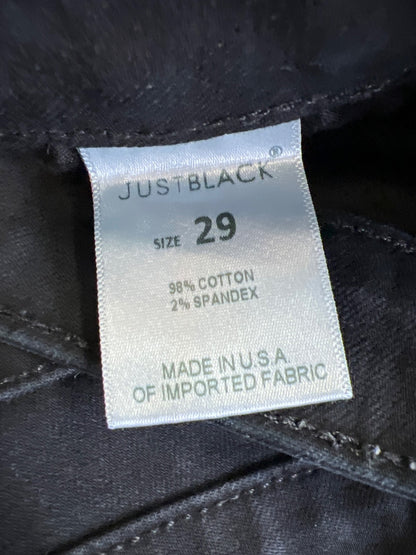 JUSTBLACK®
SIZE 29
98% COTTON
2% SPANDEX
MADE IN U.S.A.
OF IMPORTED FABRIC